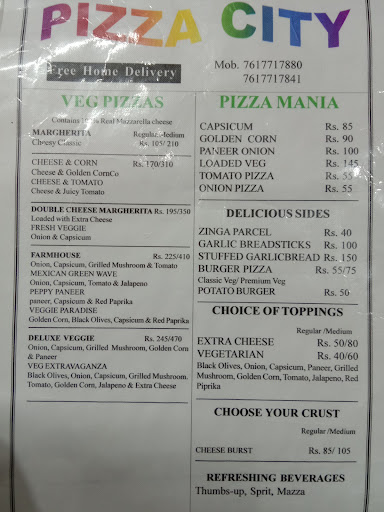 PIZZA CITY
Free Home Delivery
Mob. 7617717880
7617717841
VEG PIZZAS
Contains 100% Real Mozzarella cheese
MARGHERITA Regular/Medium
Cheesy Classic Rs. 105/ 210
CHEESE & CORN Rs. 170/310
Cheese & Golden CornCo
CHEESE & TOMATO
Cheese & Juicy Tomato
DOUBLE CHEESE MARGHERITA Rs. 195/350
Loaded with Extra Cheese
FRESH VEGGIE
Onion & Capsicum
FARMHOUSE Rs. 225/410
Onion, Capsicum, Grilled Mushroom & Tomato
MEXICAN GREEN WAVE
Onion, Capsicum, Tomato & Jalapeno
PEPPY PANEER
paneer, Capsicum & Red Paprika
VEGGIE PARADISE
Golden Corn, Black Olives, Capsicum & Red Paprika
DELUXE VEGGIE Rs. 245/470
Onion, Capsicum, Grilled Mushroom, Golden Corn
& Paneer
VEG EXTRAVAGANZA
Black Olives, Onion, Capsicum, Grilled Mushroom.
Tomato, Golden Corn, Jalapeno & Extra Cheese
PIZZA MANIA
CAPSICUM Rs. 85
GOLDEN CORN Rs. 90
PANEER ONION Rs. 100
LOADED VEG Rs. 145
TOMATO PIZZA Rs. 55
ONION PIZZA Rs. 55
DELICIOUS SIDES
ZINGA PARCEL Rs. 40
GARLIC BREADSTICKS Rs. 100
STUFFED GARLICBREAD Rs. 150
BURGER PIZZA Rs. 55/75
Classic Veg/ Premium Veg
POTATO BURGER Rs. 50
CHOICE OF TOPPINGS
Regular /Medium
EXTRA CHEESE Rs. 50/80
VEGETARIAN Rs. 40/60
Black Olives, Onion, Capsicum, Paneer, Grilled
Mushroom, Golden Corn, Tomato, Jalapeno, Red
Piprika
CHOOSE YOUR CRUST
Regular /Medium
CHEESE BURST Rs. 85/ 105
REFRESHING BEVERAGES
Thumbs-up, Sprit, Mazza